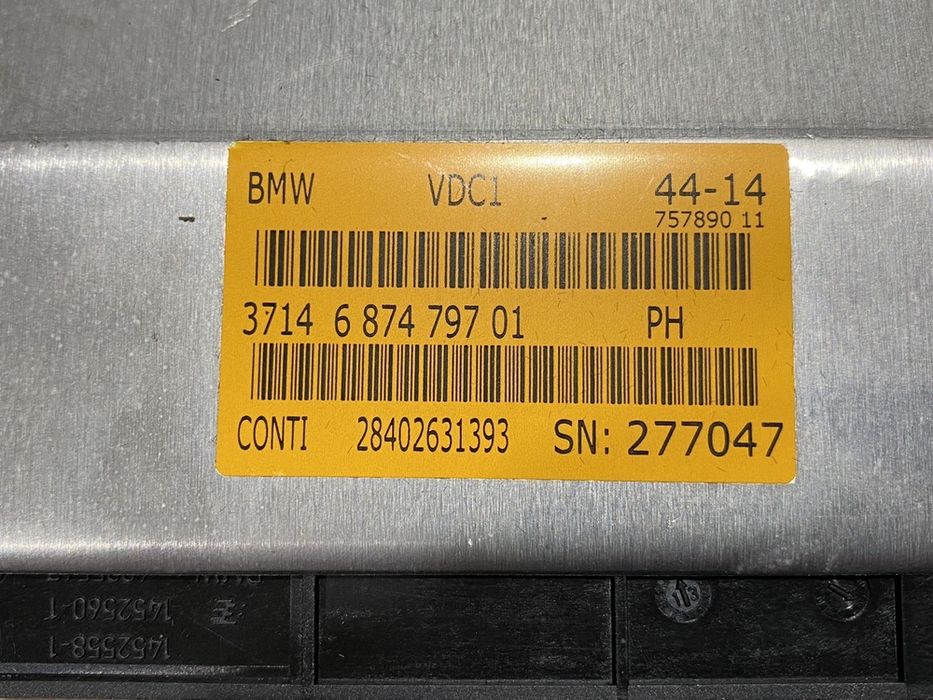 BMW VDC1 44-14
757890 11
3714 6 874 797 01 PH
CONTI 28402631393 SN: 277047
1452560-1
1452558-1